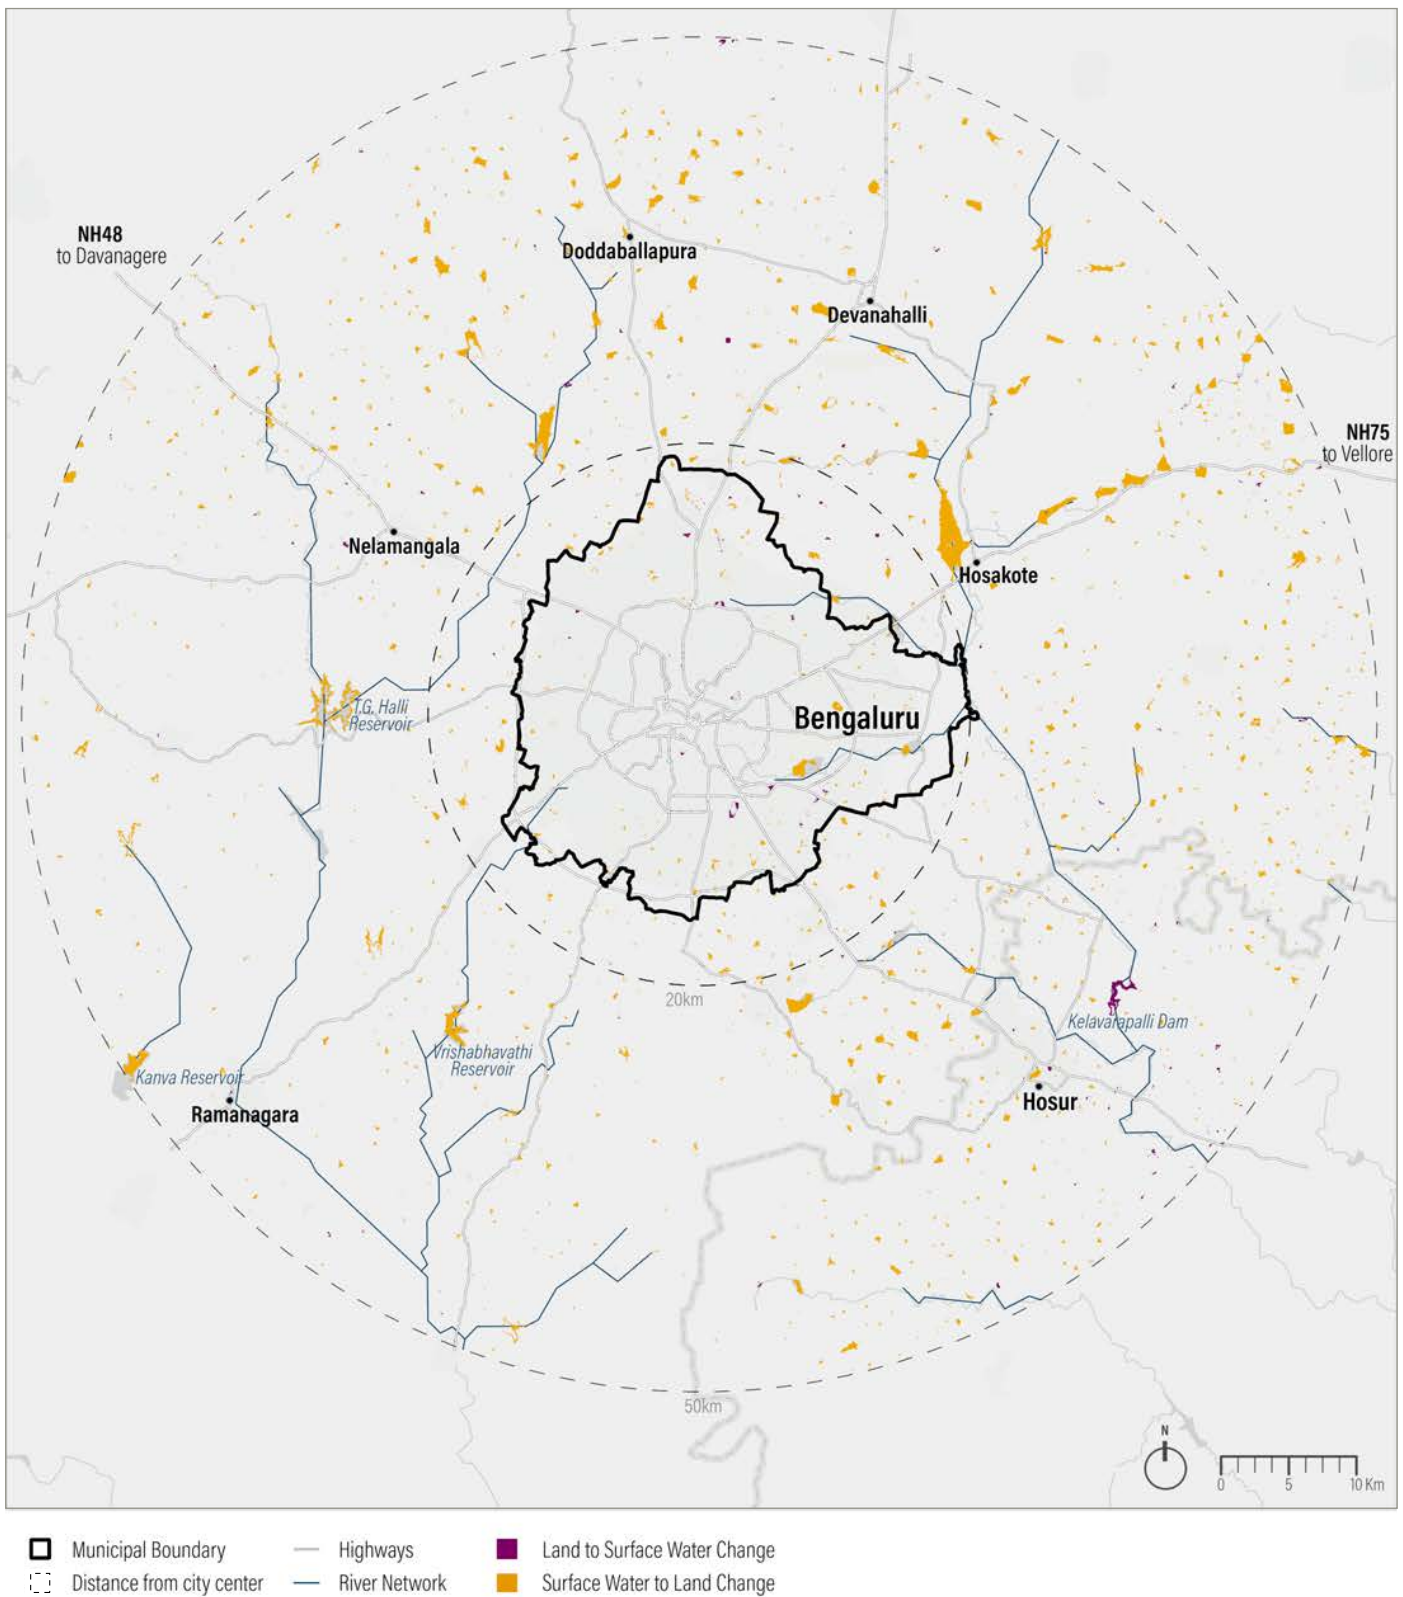 NH48
to Davanagere
Doddaballapura
Devanahalli
NH75
to Vellore
Nelamangala
Hosakote
T.G. Halli
Reservoir
Bengaluru
20km
Kelavarapalli Dam
Vrishabhavathi
Reservoir
Kanva Reservoir
Ramanagara
Hosur
50km
N
0 5 10 Km
Municipal Boundary
Highways
Land to Surface Water Change
Distance from city center
River Network
Surface Water to Land Change